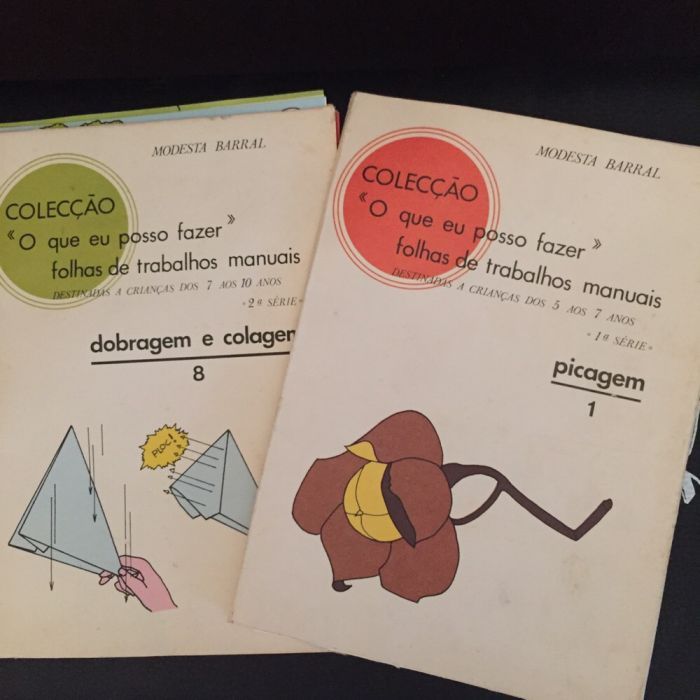 MODESTA BARRAL
COLECÇÃO
« O que eu posso fazer »
folhas de trabalhos manuais
DESTINADAS A CRIANÇAS DOS 7 AOS 10 ANOS
« 2ª SÉRIE »
dobragem e colagem
8
PLOC!
MODESTA BARRAL
COLECÇÃO
« O que eu posso fazer »
folhas de trabalhos manuais
DESTINADAS A CRIANÇAS DOS 5 AOS 7 ANOS
« 1ª SÉRIE »
picagem
1